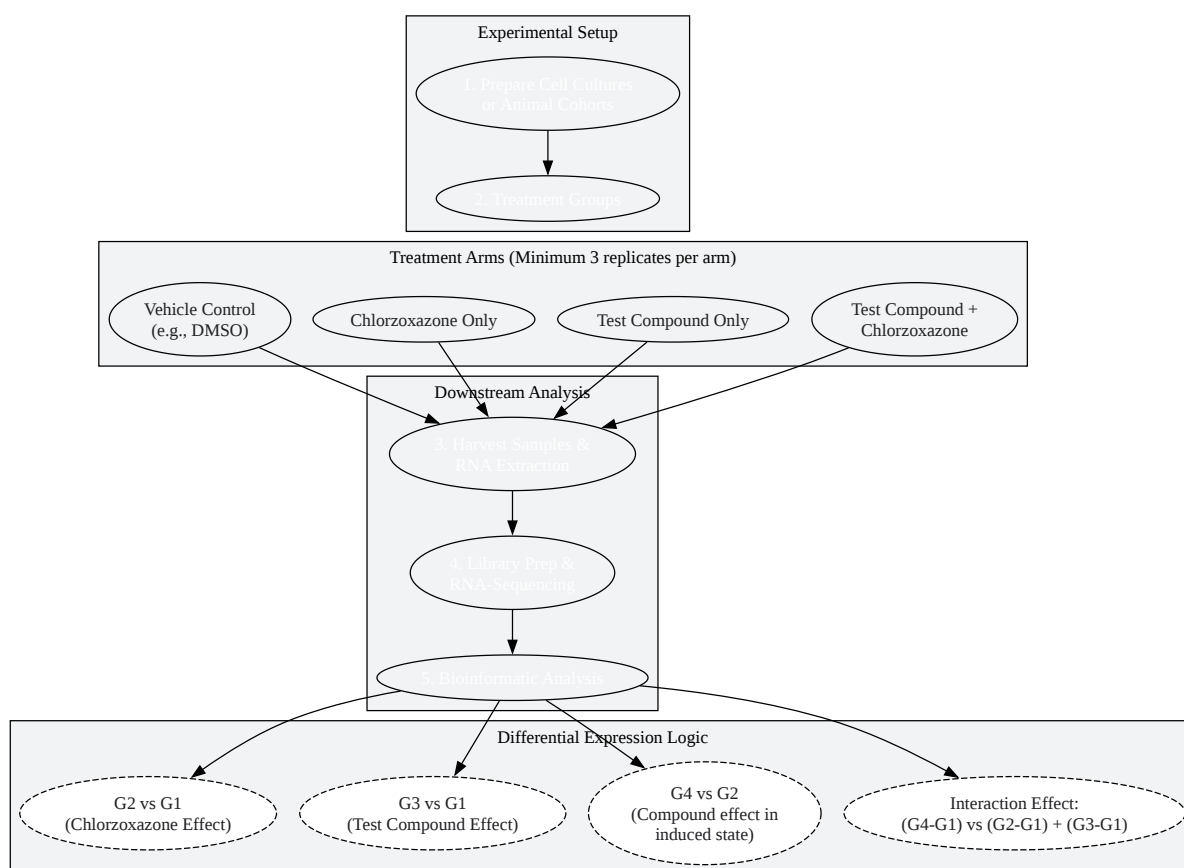 Experimental Setup
1. Prepare Cell Cultures
or Animal Cohorts
2. Treatment Groups
Treatment Arms (Minimum 3 replicates per arm)
Vehicle Control
(e.g., DMSO)
Chlorzoxazone Only
Test Compound Only
Test Compound +
Chlorzoxazone
Downstream Analysis
3. Harvest Samples &
RNA Extraction
4. Library Prep &
RNA-Sequencing
5. Bioinformatic Analysis
Differential Expression Logic
G2 vs G1
(Chlorzoxazone Effect)
G3 vs G1
(Test Compound Effect)
G4 vs G2
(Compound effect in
induced state)
Interaction Effect:
(G4-G1) vs (G2-G1) + (G3-G1)